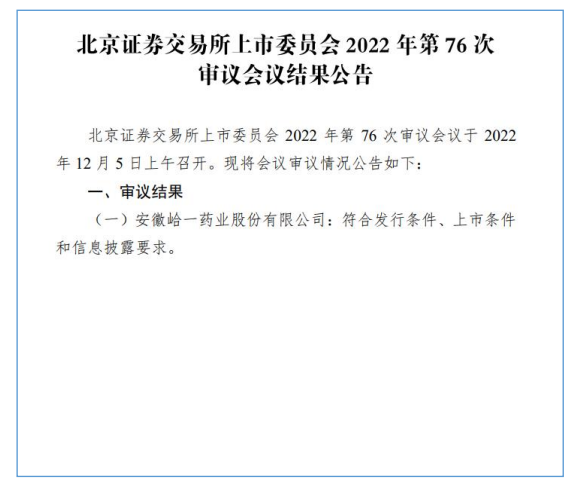 北京证券交易所上市委员会 2022 年第 76 次
审议会议结果公告
北京证券交易所上市委员会 2022 年第 76 次审议会议于 2022
年 12 月 5 日上午召开。现将会议审议情况公告如下：
一、审议结果
（一）安徽峆一药业股份有限公司：符合发行条件、上市条件
和信息披露要求。